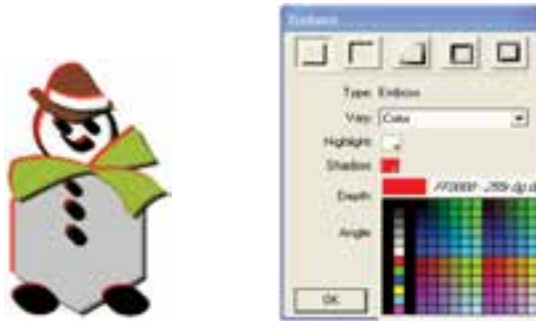 Emboss
Type: Emboss
Vary: Color
Highlight:
Shadow:
Depth:
Angle:
OK